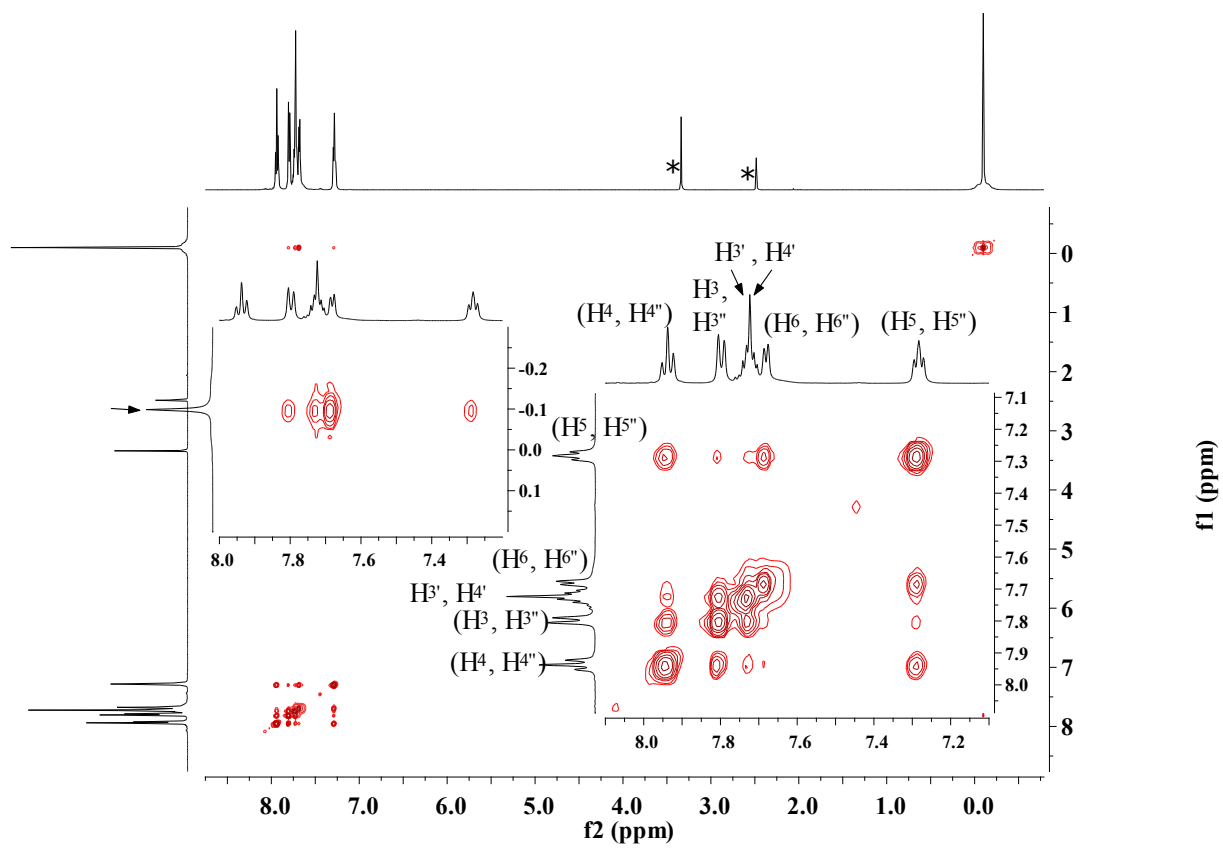 * *
0
H3' , H4'
H3,
H3''
(H4, H4'')
(H6, H6'')
(H5, H5'')
1
2
-0.2
-0.1
0.0
0.1
8.0 7.8 7.6 7.4
(H5, H5'')
3
4
5
6
7
8
7.1
7.2
7.3
7.4
7.5
7.6
7.7
7.8
7.9
8.0
(H6, H6'')
H3', H4'
(H3, H3'')
(H4, H4'')
8.0 7.8 7.6 7.4 7.2
f1 (ppm)
8.0 7.0 6.0 5.0 4.0 3.0 2.0 1.0 0.0
f2 (ppm)